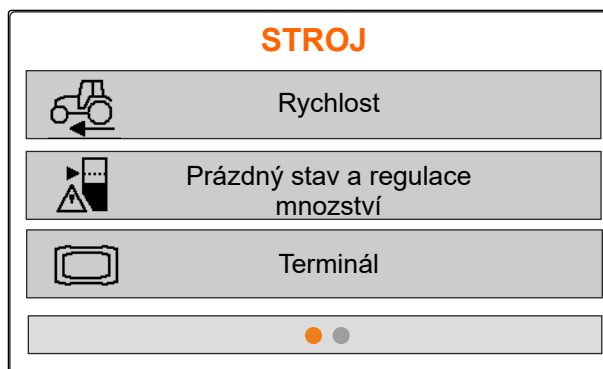 STROJ
Rychlost
Prázdný stav a regulace
mnozství
Terminál